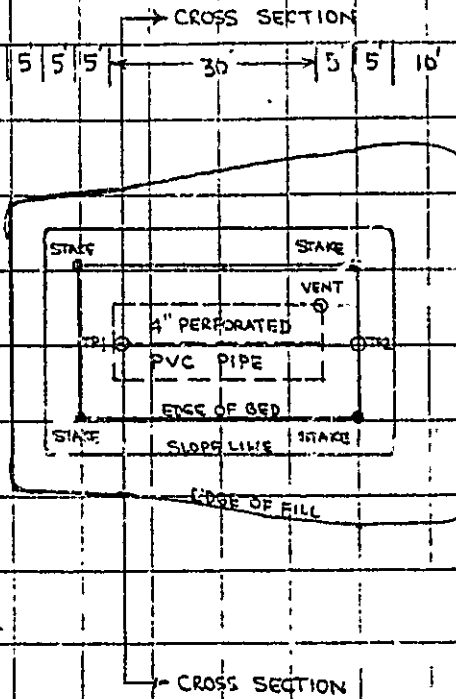 CROSS SECTION
5' 5' 5' 30' 5' 5' 10'
STAKE STAKE
VENT
4" PERFORATED
TP1 TP2
PVC PIPE
EDGE OF BED
STAKE STAKE
SLOPE LINE
EDGE OF FILL
CROSS SECTION